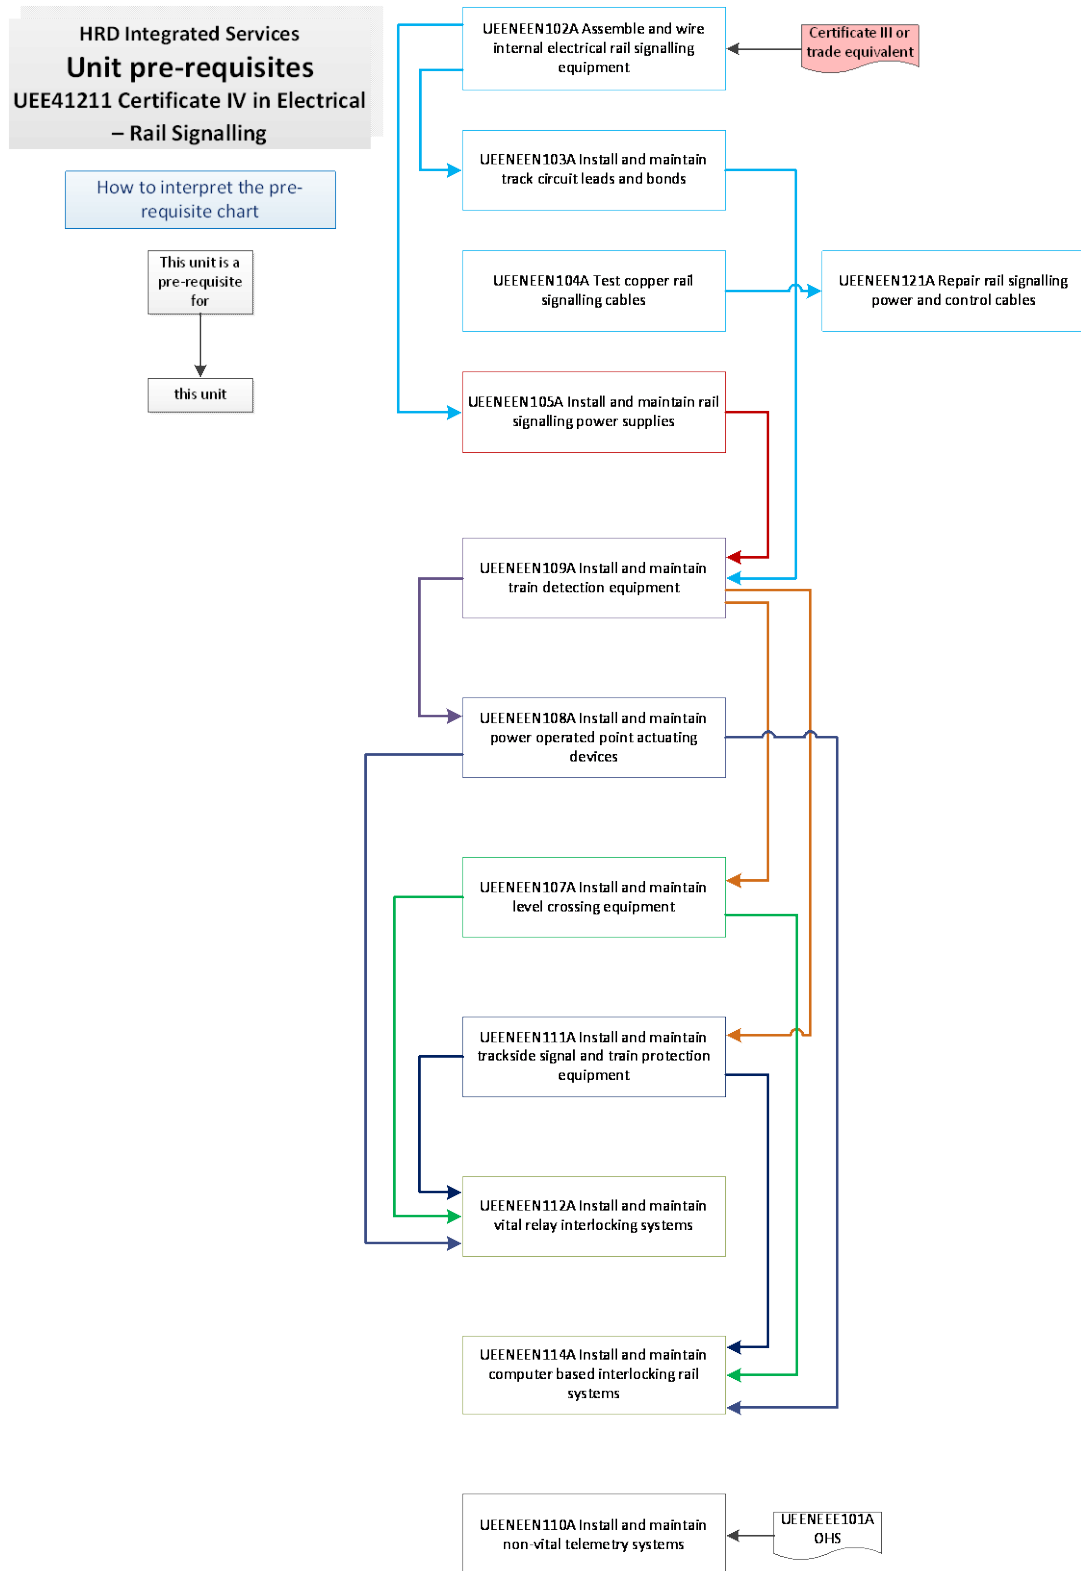 HRD Integrated Services
Unit pre-requisites
UEE41211 Certificate IV in Electrical
– Rail Signalling
How to interpret the pre-
requisite chart
This unit is a
pre-requisite
for
this unit
UEENEEN102A Assemble and wire
internal electrical rail signalling
equipment
Certificate III or
trade equivalent
UEENEEN103A Install and maintain
track circuit leads and bonds
UEENEEN104A Test copper rail
signalling cables
UEENEEN121A Repair rail signalling
power and control cables
UEENEEN105A Install and maintain rail
signalling power supplies
UEENEEN109A Install and maintain
train detection equipment
UEENEEN108A Install and maintain
power operated point actuating
devices
UEENEEN107A Install and maintain
level crossing equipment
UEENEEN111A Install and maintain
trackside signal and train protection
equipment
UEENEEN112A Install and maintain
vital relay interlocking systems
UEENEEN114A Install and maintain
computer based interlocking rail
systems
UEENEEN110A Install and maintain
non-vital telemetry systems
UEENEEE101A
OHS